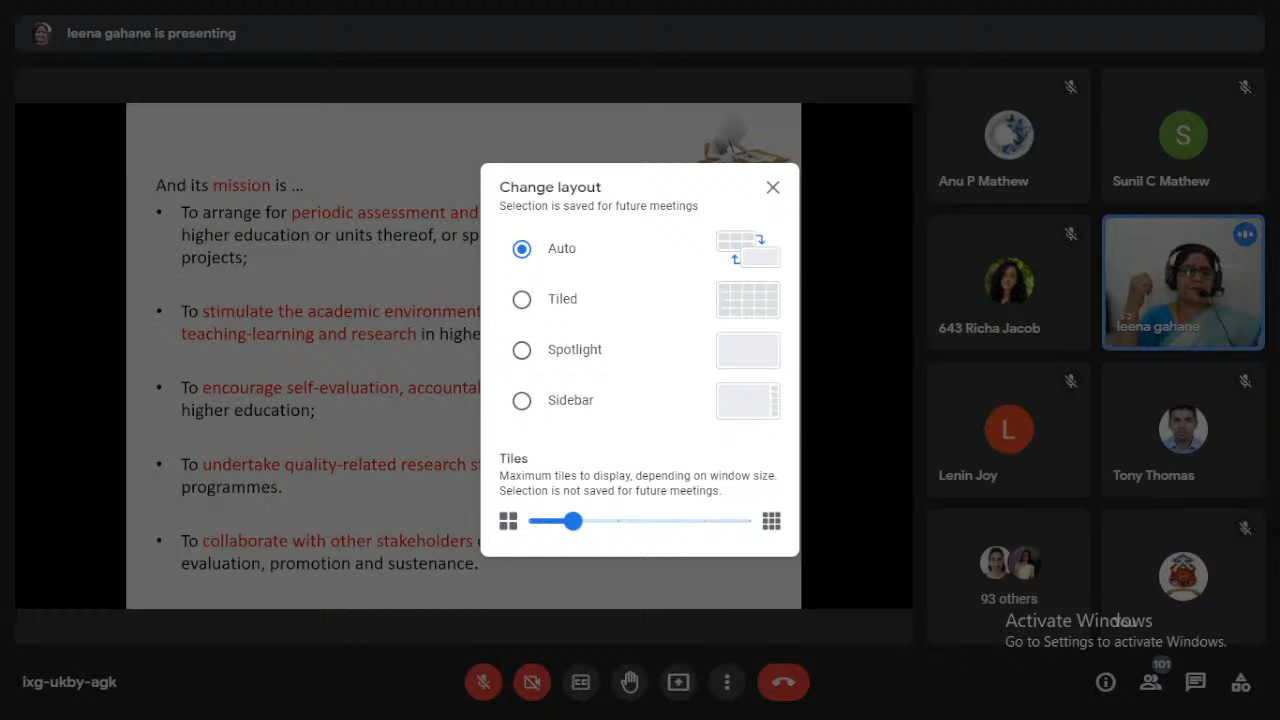 leena gahane is presenting
And its mission is ...
• To arrange for periodic assessment and
higher education or units thereof, or sp
projects;
• To stimulate the academic environment
teaching-learning and research in highe
• To encourage self-evaluation, accountal
higher education;
• To undertake quality-related research st
programmes.
• To collaborate with other stakeholders
evaluation, promotion and sustenance.
Change layout
Selection is saved for future meetings
Auto
Tiled
Spotlight
Sidebar
Tiles
Maximum tiles to display, depending on window size.
Selection is not saved for future meetings.
Anu P Mathew
S
Sunil C Mathew
643 Richa Jacob
leena gahane
L
Lenin Joy
Tony Thomas
93 others
You
Activate Windows
Go to Settings to activate Windows.
ixg-ukby-agk
CC
101